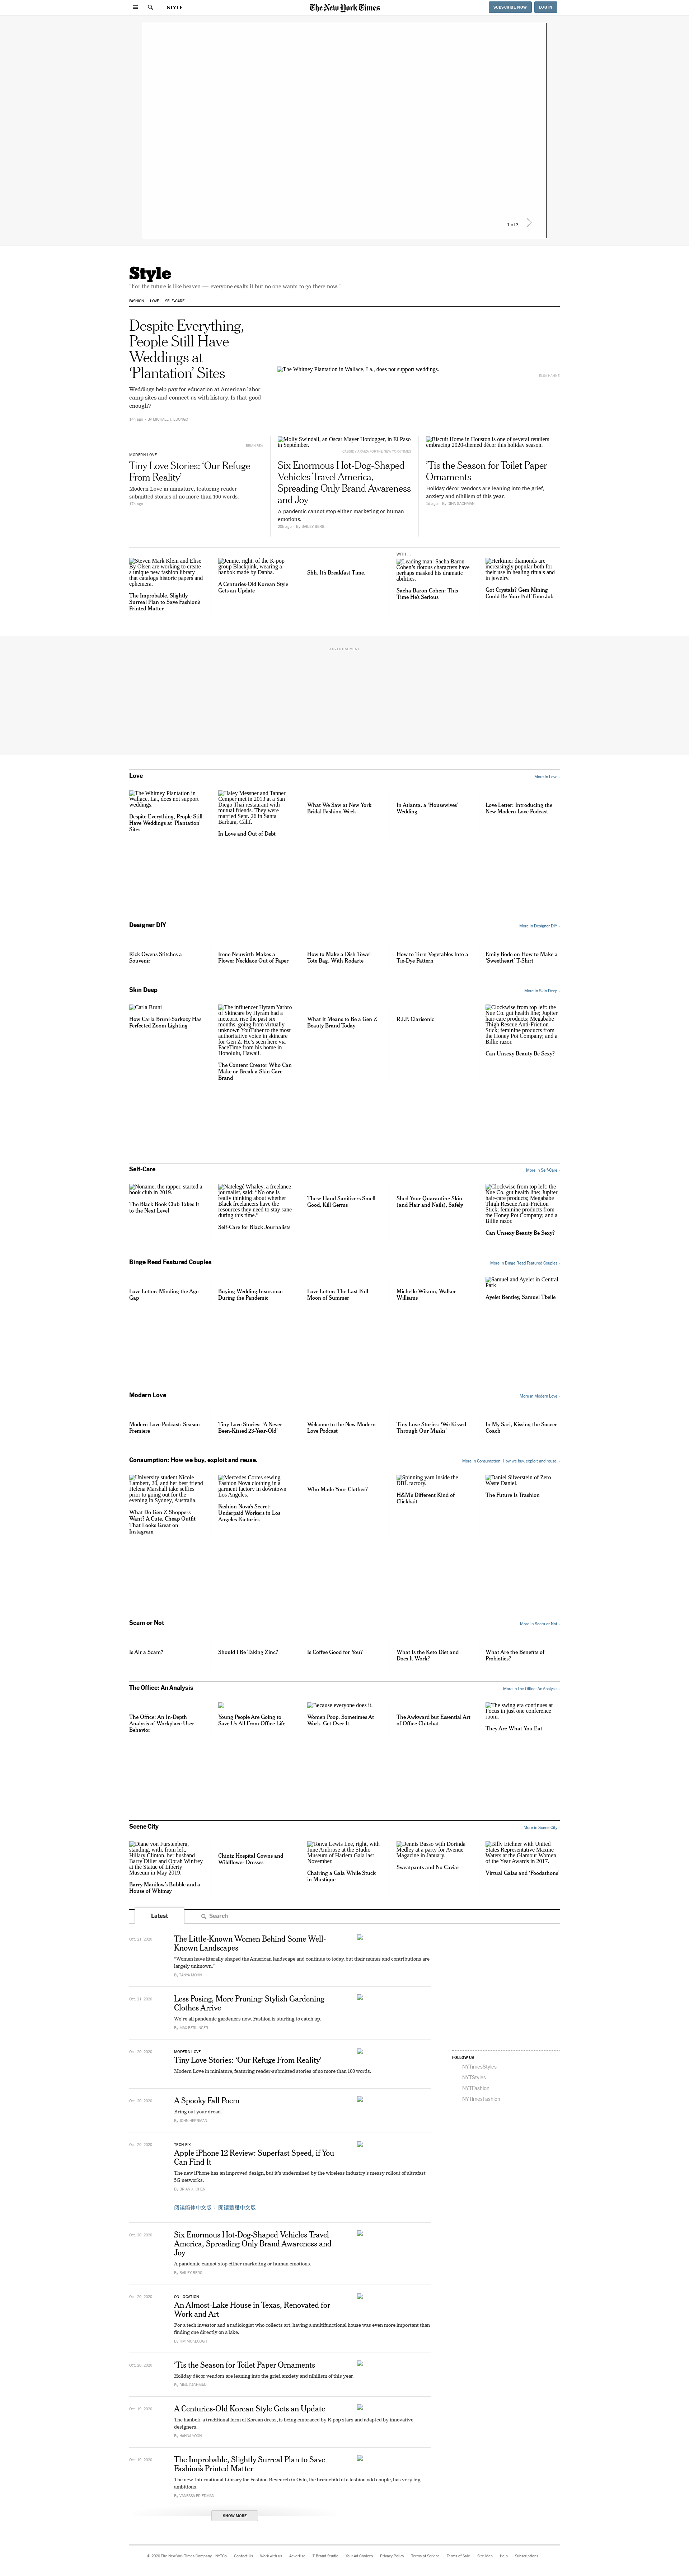 STYLE
The New York Times
SUBSCRIBE NOW
LOG IN
1 of 3
Style
"For the future is like heaven — everyone exalts it but no one wants to go there now."
FASHION
LOVE
SELF-CARE
Despite Everything,
People Still Have
Weddings at
'Plantation' Sites
Weddings help pay for education at American labor
camp sites and connect us with history. Is that good
enough?
14h ago · By MICHAEL T. LUONGO
The Whitney Plantation in Wallace, La., does not support weddings.
MODERN LOVE
Tiny Love Stories: 'Our Refuge
From Reality'
Modern Love in miniature, featuring reader-
submitted stories of no more than 100 words.
17h ago
Molly Swindall, an Oscar Mayer Hotdogger, in El Paso
in September.
Six Enormous Hot-Dog-Shaped
Vehicles Travel America,
Spreading Only Brand Awareness
and Joy
A pandemic cannot stop either marketing or human
emotions.
20h ago · By BAILEY BERG
Biscuit Home in Houston is one of several retailers
embracing 2020-themed décor this holiday season.
'Tis the Season for Toilet Paper
Ornaments
Holiday décor vendors are leaning into the grief,
anxiety and nihilism of this year.
1d ago · By DINA GACHMAN
Steven Mark Klein and Elise
By Olsen are working to create
a unique new fashion library
that catalogs historic papers and
ephemera.
The Improbable, Slightly
Surreal Plan to Save Fashion's
Printed Matter
Jennie, right, of the K-pop
group Blackpink, wearing a
hanbok made by Danha.
A Centuries-Old Korean Style
Gets an Update
Shh. It's Breakfast Time.
WITH ...
Leading man: Sacha Baron
Cohen's riotous characters have
perhaps masked his dramatic
abilities.
Sacha Baron Cohen: This
Time He's Serious
Herkimer diamonds are
increasingly popular both for
their use in healing rituals and
in jewelry.
Got Crystals? Gem Mining
Could Be Your Full-Time Job
ADVERTISEMENT
Love
More in Love ›
The Whitney Plantation in
Wallace, La., does not support
weddings.
Despite Everything, People Still
Have Weddings at 'Plantation'
Sites
Haley Messner and Tanner
Cemper met in 2013 at a San
Diego Thai restaurant with
mutual friends. They were
married Sept. 26 in Santa
Barbara, Calif.
In Love and Out of Debt
What We Saw at New York
Bridal Fashion Week
In Atlanta, a 'Housewives'
Wedding
Love Letter: Introducing the
New Modern Love Podcast
Designer DIY
More in Designer DIY ›
Rick Owens Stitches a
Souvenir
Irene Neuwirth Makes a
Flower Necklace Out of Paper
How to Make a Dish Towel
Tote Bag, With Rodarte
How to Turn Vegetables Into a
Tie-Dye Pattern
Emily Bode on How to Make a
'Sweetheart' T-Shirt
Skin Deep
More in Skin Deep ›
Carla Bruni
How Carla Bruni-Sarkozy Has
Perfected Zoom Lighting
The influencer Hyram Yarbro
of Skincare by Hyram had a
meteoric rise the past six
months, going from virtually
unknown YouTuber to the most
authoritative voice in skincare
for Gen Z. He's seen here via
FaceTime from his home in
Honolulu, Hawaii.
The Content Creator Who Can
Make or Break a Skin Care
Brand
What It Means to Be a Gen Z
Beauty Brand Today
R.I.P. Clarisonic
Clockwise from top left: the
Nue Co. gut health line; Jupiter
hair-care products; Megababe
Thigh Rescue Anti-Friction
Stick; feminine products from
the Honey Pot Company; and a
Billie razor.
Can Unsexy Beauty Be Sexy?
Self-Care
More in Self-Care ›
Noname, the rapper, started a
book club in 2019.
The Black Book Club Takes It
to the Next Level
Natelegé Whaley, a freelance
journalist, said: "No one is
really thinking about whether
Black freelancers have the
resources they need to stay sane
during this time."
Self-Care for Black Journalists
These Hand Sanitizers Smell
Good, Kill Germs
Shed Your Quarantine Skin
(and Hair and Nails), Safely
Clockwise from top left: the
Nue Co. gut health line; Jupiter
hair-care products; Megababe
Thigh Rescue Anti-Friction
Stick; feminine products from
the Honey Pot Company; and a
Billie razor.
Can Unsexy Beauty Be Sexy?
Binge Read Featured Couples
More in Binge Read Featured Couples ›
Love Letter: Minding the Age
Gap
Buying Wedding Insurance
During the Pandemic
Love Letter: The Last Full
Moon of Summer
Michelle Wikum, Walker
Williams
Samuel and Ayelet in Central
Park
Ayelet Bentley, Samuel Tbeile
Modern Love
More in Modern Love ›
Modern Love Podcast: Season
Premiere
Tiny Love Stories: 'A Never-
Been-Kissed 23-Year-Old'
Welcome to the New Modern
Love Podcast
Tiny Love Stories: 'We Kissed
Through Our Masks'
In My Sari, Kissing the Soccer
Coach
Consumption: How we buy, exploit and reuse.
More in Consumption: How we buy, exploit and reuse. ›
University student Nicole
Lambert, 20, and her best friend
Helena Marshall take selfies
prior to going out for the
evening in Sydney, Australia.
What Do Gen Z Shoppers
Want? A Cute, Cheap Outfit
That Looks Great on
Instagram
Mercedes Cortes sewing
Fashion Nova clothing in a
garment factory in downtown
Los Angeles.
Fashion Nova's Secret:
Underpaid Workers in Los
Angeles Factories
Who Made Your Clothes?
Spinning yarn inside the
DBL factory.
H&M's Different Kind of
Clickbait
Daniel Silverstein of Zero
Waste Daniel.
The Future Is Trashion
Scam or Not
More in Scam or Not ›
Is Air a Scam?
Should I Be Taking Zinc?
Is Coffee Good for You?
What Is the Keto Diet and
Does It Work?
What Are the Benefits of
Probiotics?
The Office: An Analysis
More in The Office: An Analysis ›
The Office: An In-Depth
Analysis of Workplace User
Behavior
Young People Are Going to
Save Us All From Office Life
Because everyone does it.
Women Poop. Sometimes At
Work. Get Over It.
The Awkward but Essential Art
of Office Chitchat
The swing era continues at
Focus in just one conference
room.
They Are What You Eat
Scene City
More in Scene City ›
Diane von Furstenberg,
standing, with, from left,
Hillary Clinton, her husband
Barry Diller and Oprah Winfrey
at the Statue of Liberty
Museum in May 2019.
Barry Manilow's Bubble and a
House of Whimsy
Chintz Hospital Gowns and
Wildflower Dresses
Tonya Lewis Lee, right, with
June Ambrose at the Studio
Museum of Harlem Gala last
November.
Chairing a Gala While Stuck
in Mustique
Dennis Basso with Dorinda
Medley at a party for Avenue
Magazine in January.
Sweatpants and No Caviar
Billy Eichner with United
States Representative Maxine
Waters at the Glamour Women
of the Year Awards in 2017.
Virtual Galas and 'Foodathons'
Latest
Search
Oct. 21, 2020
The Little-Known Women Behind Some Well-
Known Landscapes
"Women have literally shaped the American landscape and continue to today, but their names and contributions are
largely unknown."
Oct. 21, 2020
Less Posing, More Pruning: Stylish Gardening
Clothes Arrive
We're all pandemic gardeners now. Fashion is starting to catch up.
Oct. 20, 2020
MODERN LOVE
Tiny Love Stories: 'Our Refuge From Reality'
Modern Love in miniature, featuring reader-submitted stories of no more than 100 words.
Oct. 20, 2020
A Spooky Fall Poem
Bring out your dread.
By JOHN HERRMAN
Oct. 20, 2020
TECH FIX
Apple iPhone 12 Review: Superfast Speed, if You
Can Find It
The new iPhone has an improved design, but it's undermined by the wireless industry's messy rollout of ultrafast
5G networks.
By BRIAN X. CHEN
阅读简体中文版 · 閱讀繁體中文版
Oct. 20, 2020
Six Enormous Hot-Dog-Shaped Vehicles Travel
America, Spreading Only Brand Awareness and
Joy
A pandemic cannot stop either marketing or human emotions.
By BAILEY BERG
Oct. 20, 2020
ON LOCATION
An Almost-Lake House in Texas, Renovated for
Work and Art
For a tech investor and a radiologist who collects art, having a multifunctional house was even more important than
finding one directly on a lake.
By TIM MCKEOUGH
Oct. 20, 2020
'Tis the Season for Toilet Paper Ornaments
Holiday décor vendors are leaning into the grief, anxiety and nihilism of this year.
By DINA GACHMAN
Oct. 19, 2020
A Centuries-Old Korean Style Gets an Update
The hanbok, a traditional form of Korean dress, is being embraced by K-pop stars and adapted by innovative
designers.
Oct. 19, 2020
The Improbable, Slightly Surreal Plan to Save
Fashion's Printed Matter
The new International Library for Fashion Research in Oslo, the brainchild of a fashion odd couple, has very big
ambitions.
By VANESSA FRIEDMAN
SHOW MORE
FOLLOW US
NYTimesStyles
NYTStyles
NYTFashion
NYTimesFashion
© 2020 The New York Times Company
NYTCo
Contact Us
Work with us
Advertise
T Brand Studio
Your Ad Choices
Privacy Policy
Terms of Service
Terms of Sale
Site Map
Help
Subscriptions